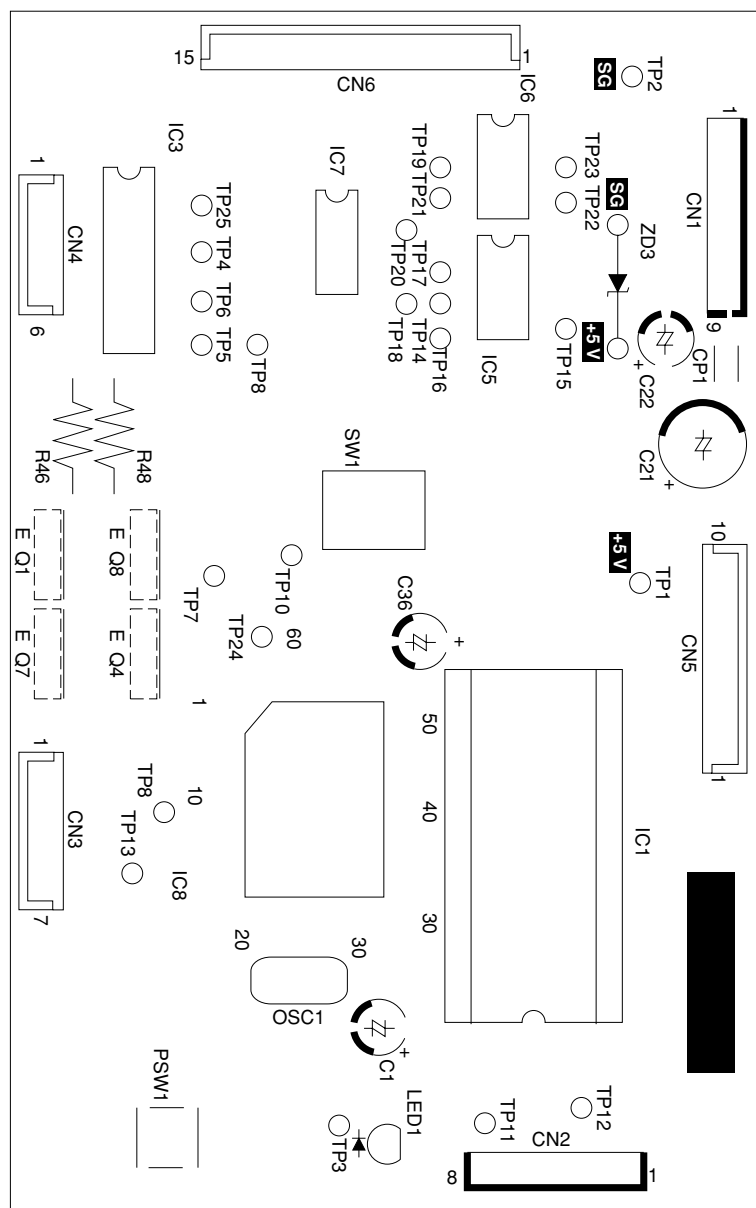 15
1
CN6
IC6
SG
TP2
1
IC3
TP19
TP23
1
IC7
TP21
TP22
SG
ZD3
CN1
TP25
CN4
TP4
TP20
TP17
TP6
6
TP5
TP8
TP18
TP14
TP16
IC5
TP15
+5 V
9
+
C22
CP1
R46
R48
SW1
C21
+
E Q1
E Q8
+5 V
10
TP10
TP1
TP7
C36
TP24
60
+
E Q7
E Q4
CN5
1
50
1
1
TP8
10
40
CN3
TP13
IC1
IC8
30
7
20
30
OSC1
+
C1
PSW1
LED1
TP12
TP3
TP11
CN2
8
1